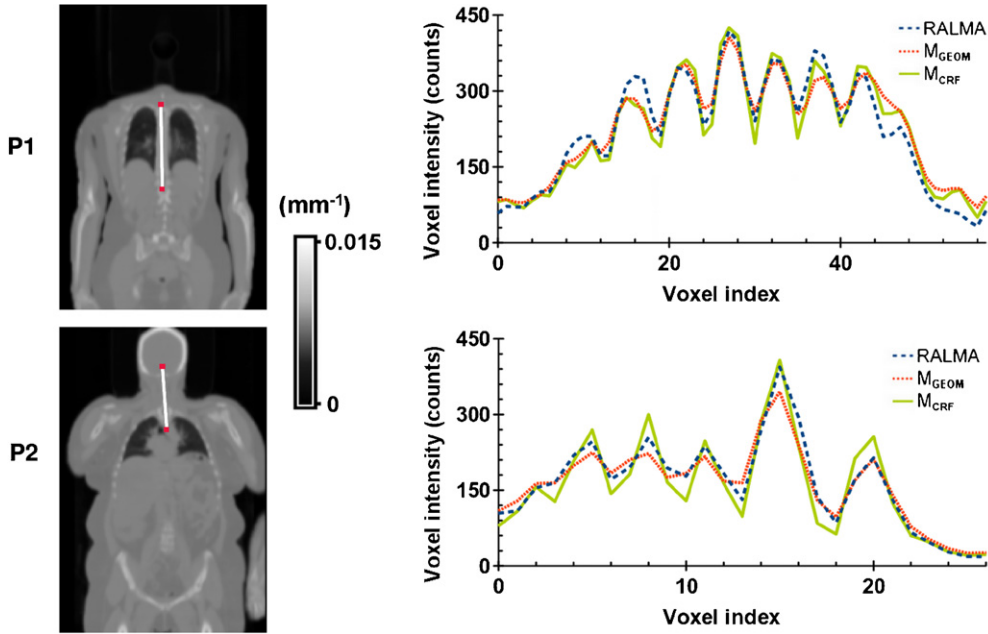 P1
P2
(mm⁻¹)
0.015
0
Voxel intensity (counts)
450
300
150
0
20
40
Voxel index
RALMA
M_GEOM
M_CRF
Voxel intensity (counts)
450
300
150
0
0
10
20
Voxel index
RALMA
M_GEOM
M_CRF